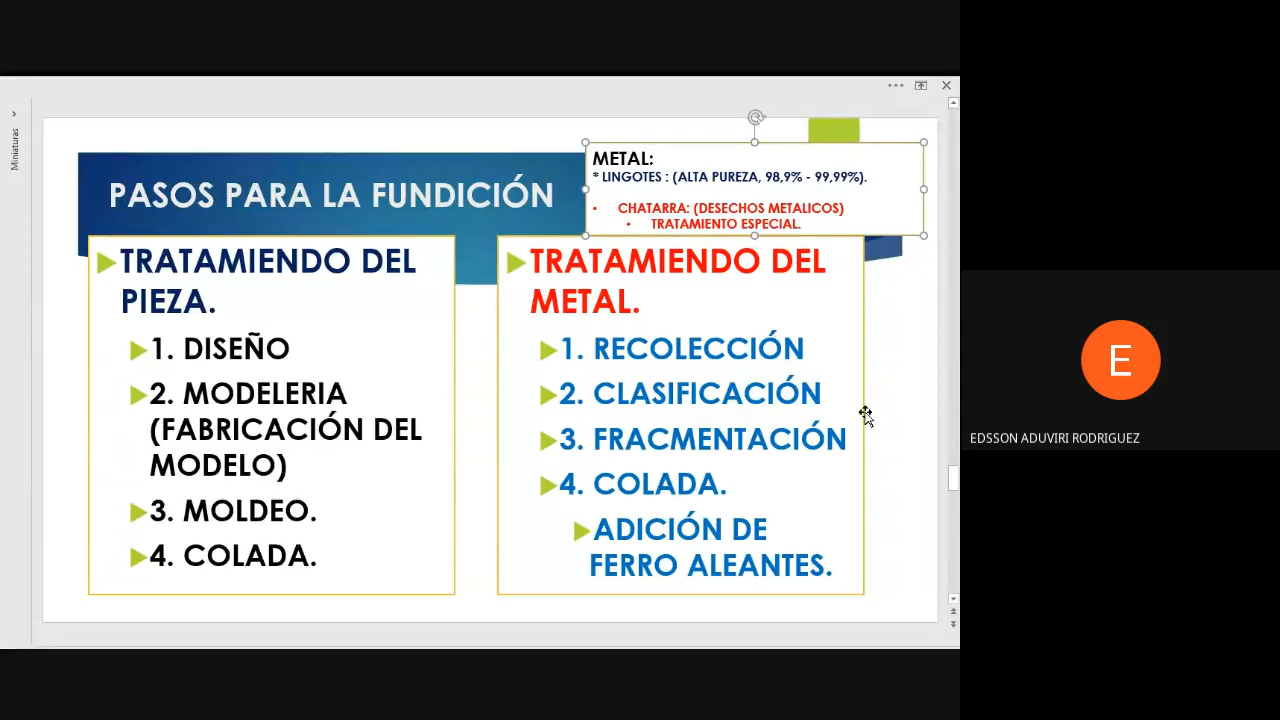 Miniaturas
PASOS PARA LA FUNDICIÓN
METAL:
* LINGOTES : (ALTA PUREZA, 98,9% - 99,99%).
• CHATARRA: (DESECHOS METALICOS)
• TRATAMIENTO ESPECIAL.
TRATAMIENDO DEL
PIEZA.
1. DISEÑO
2. MODELERIA
(FABRICACIÓN DEL
MODELO)
3. MOLDEO.
4. COLADA.
TRATAMIENDO DEL
METAL.
1. RECOLECCIÓN
2. CLASIFICACIÓN
3. FRACMENTACIÓN
4. COLADA.
ADICIÓN DE
FERRO ALEANTES.
E
EDSSON ADUVIRI RODRIGUEZ